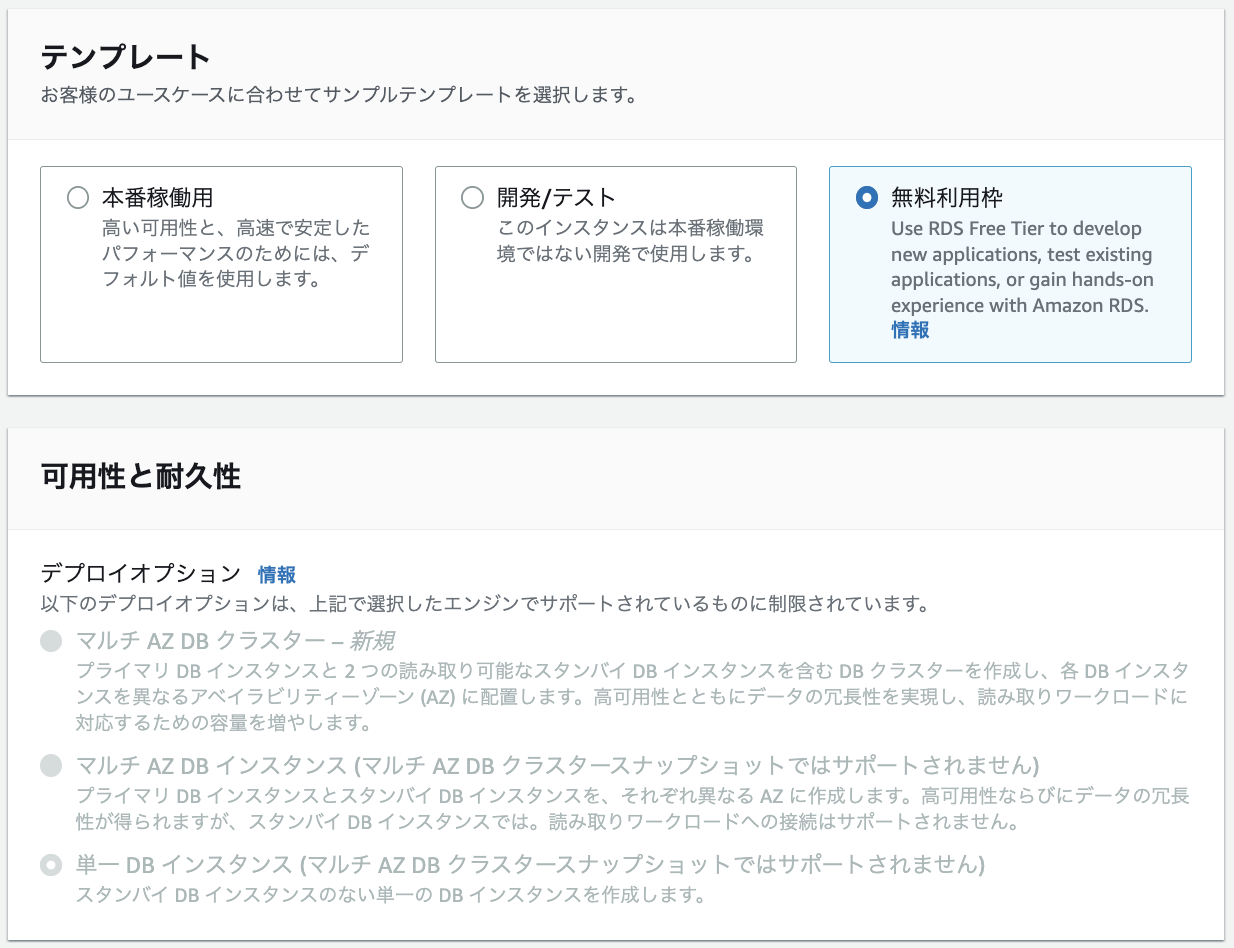 テンプレート
お客様のユースケースに合わせてサンプルテンプレートを選択します。
本番稼働用
高い可用性と、高速で安定した
パフォーマンスのためには、デ
フォルト値を使用します。
開発/テスト
このインスタンスは本番稼働環
境ではない開発で使用します。
無料利用枠
Use RDS Free Tier to develop
new applications, test existing
applications, or gain hands-on
experience with Amazon RDS.
情報
可用性と耐久性
デプロイオプション 情報
以下のデプロイオプションは、上記で選択したエンジンでサポートされているものに制限されています。
マルチ AZ DB クラスター – 新規
プライマリ DB インスタンスと 2 つの読み取り可能なスタンバイ DB インスタンスを含む DB クラスターを作成し、各 DB インスタ
ンスを異なるアベイラビリティーゾーン (AZ) に配置します。高可用性とともにデータの冗長性を実現し、読み取りワークロードに
対応するための容量を増やします。
マルチ AZ DB インスタンス (マルチ AZ DB クラスタースナップショットではサポートされません)
プライマリ DB インスタンスとスタンバイ DB インスタンスを、それぞれ異なる AZ に作成します。高可用性ならびにデータの冗長
性が得られますが、スタンバイ DB インスタンスでは。読み取りワークロードへの接続はサポートされません。
単一 DB インスタンス (マルチ AZ DB クラスタースナップショットではサポートされません)
スタンバイ DB インスタンスのない単一の DB インスタンスを作成します。